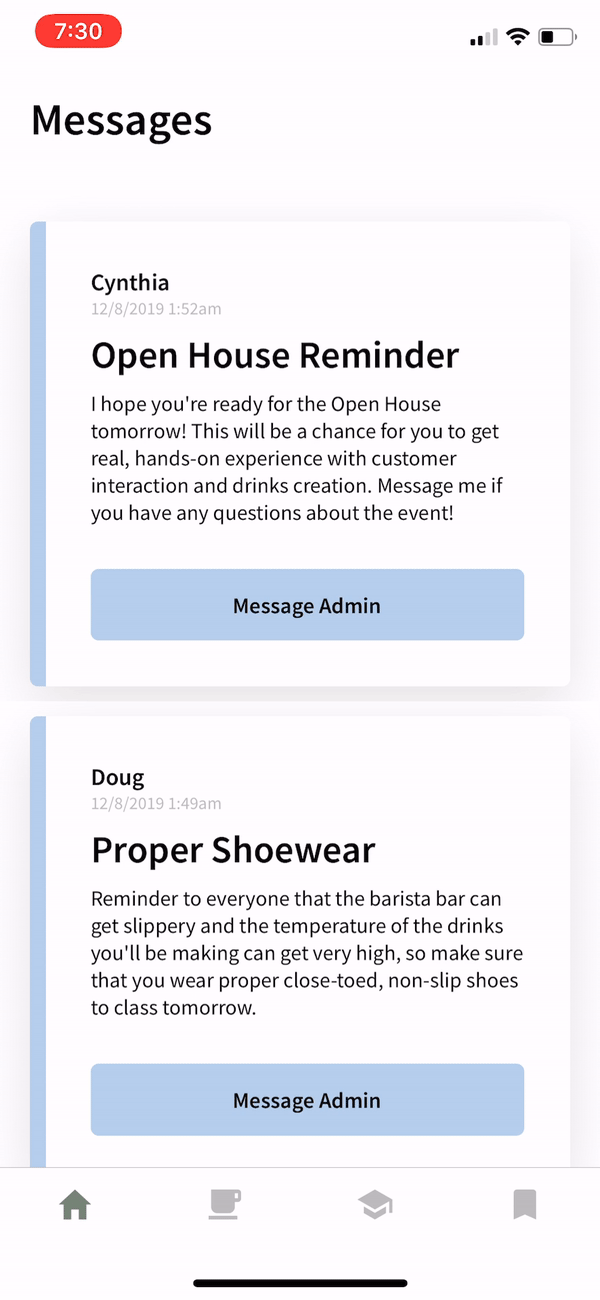 7:30
Messages
Cynthia
12/8/2019 1:52am
Open House Reminder
I hope you're ready for the Open House
tomorrow! This will be a chance for you to get
real, hands-on experience with customer
interaction and drinks creation. Message me if
you have any questions about the event!
Message Admin
Doug
12/8/2019 1:49am
Proper Shoewear
Reminder to everyone that the barista bar can
get slippery and the temperature of the drinks
you'll be making can get very high, so make sure
that you wear proper close-toed, non-slip shoes
to class tomorrow.
Message Admin